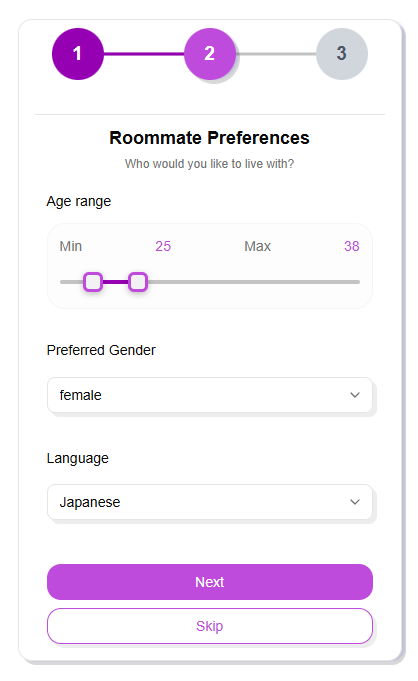 1 2 3
Roommate Preferences
Who would you like to live with?
Age range
Min 25 Max 38
Preferred Gender
female
Language
Japanese
Next
Skip